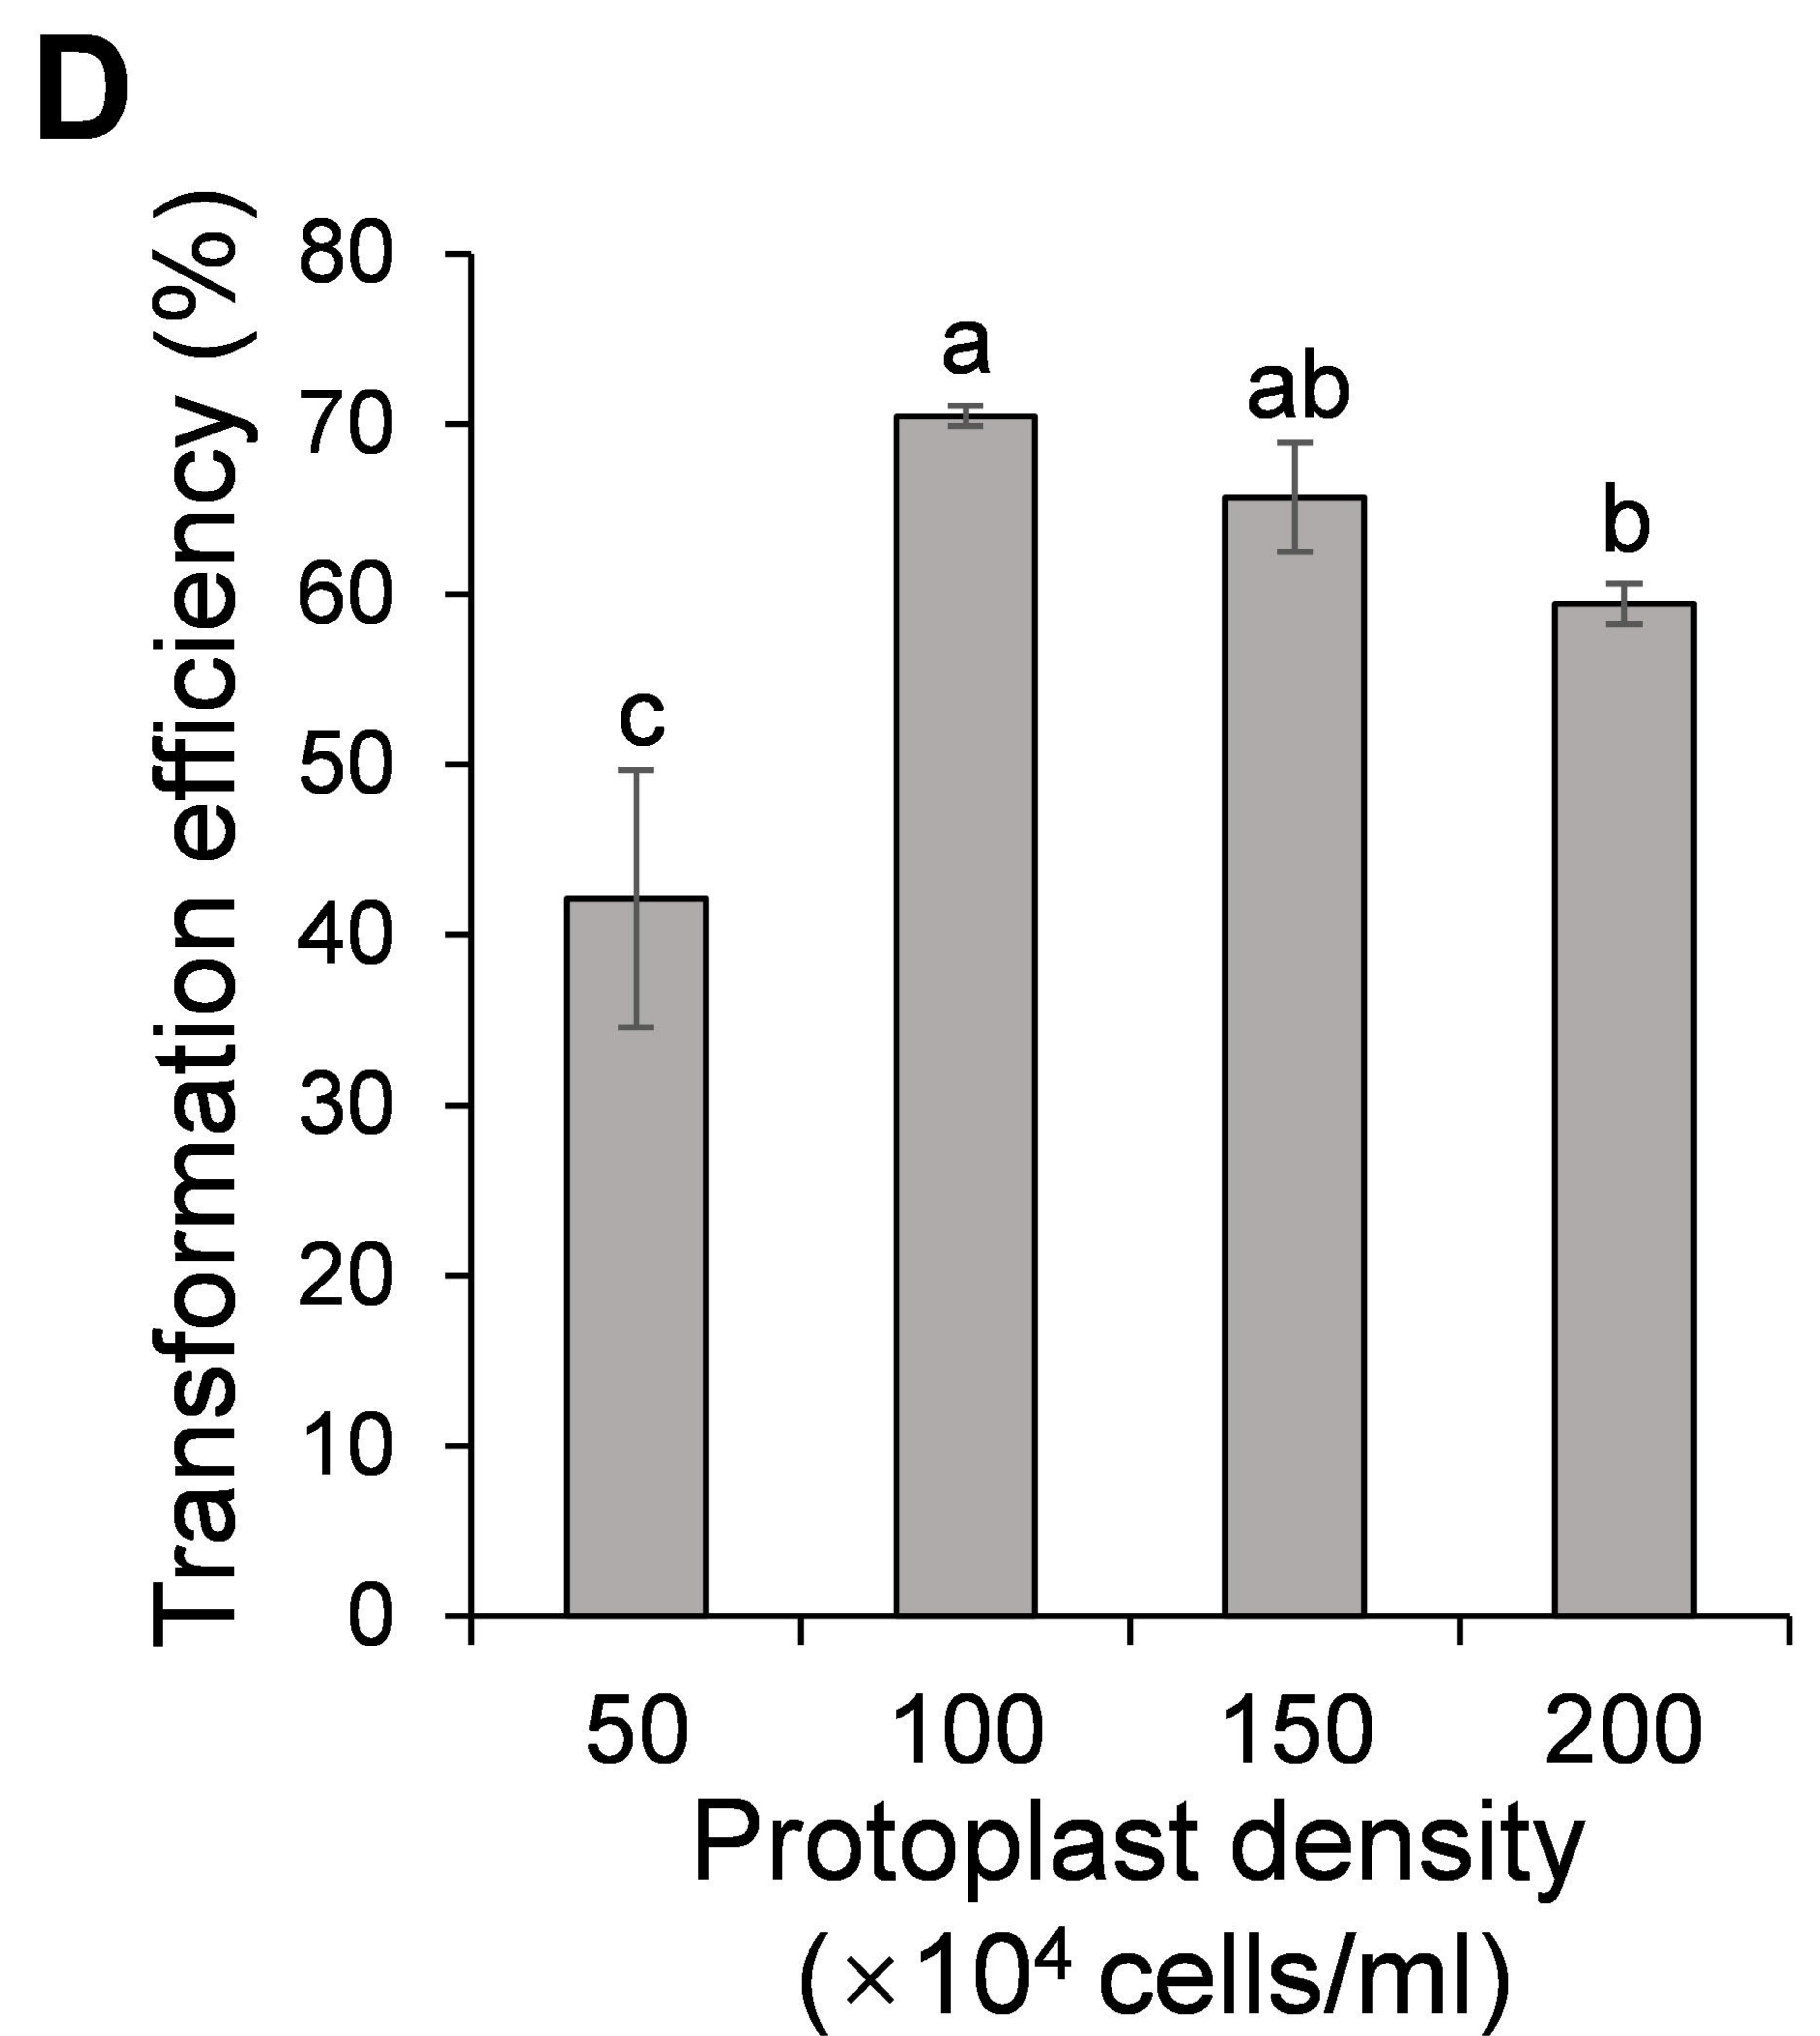 D
Transformation efficiency (%)
80
70
60
50
40
30
20
10
0
c
a
ab
b
50 100 150 200
Protoplast density
(×10⁴ cells/ml)